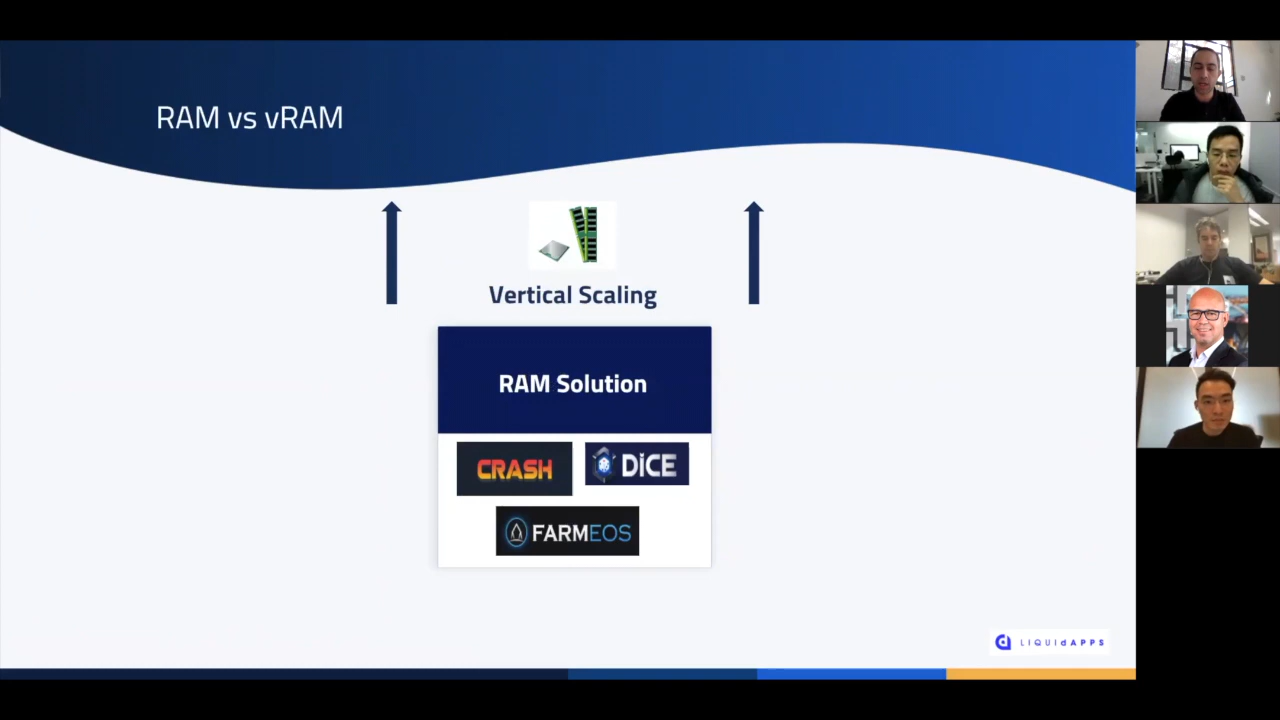 RAM vs vRAM
Vertical Scaling
RAM Solution
CRASH
DiCE
FARMEOS
LIQUIdAPPS